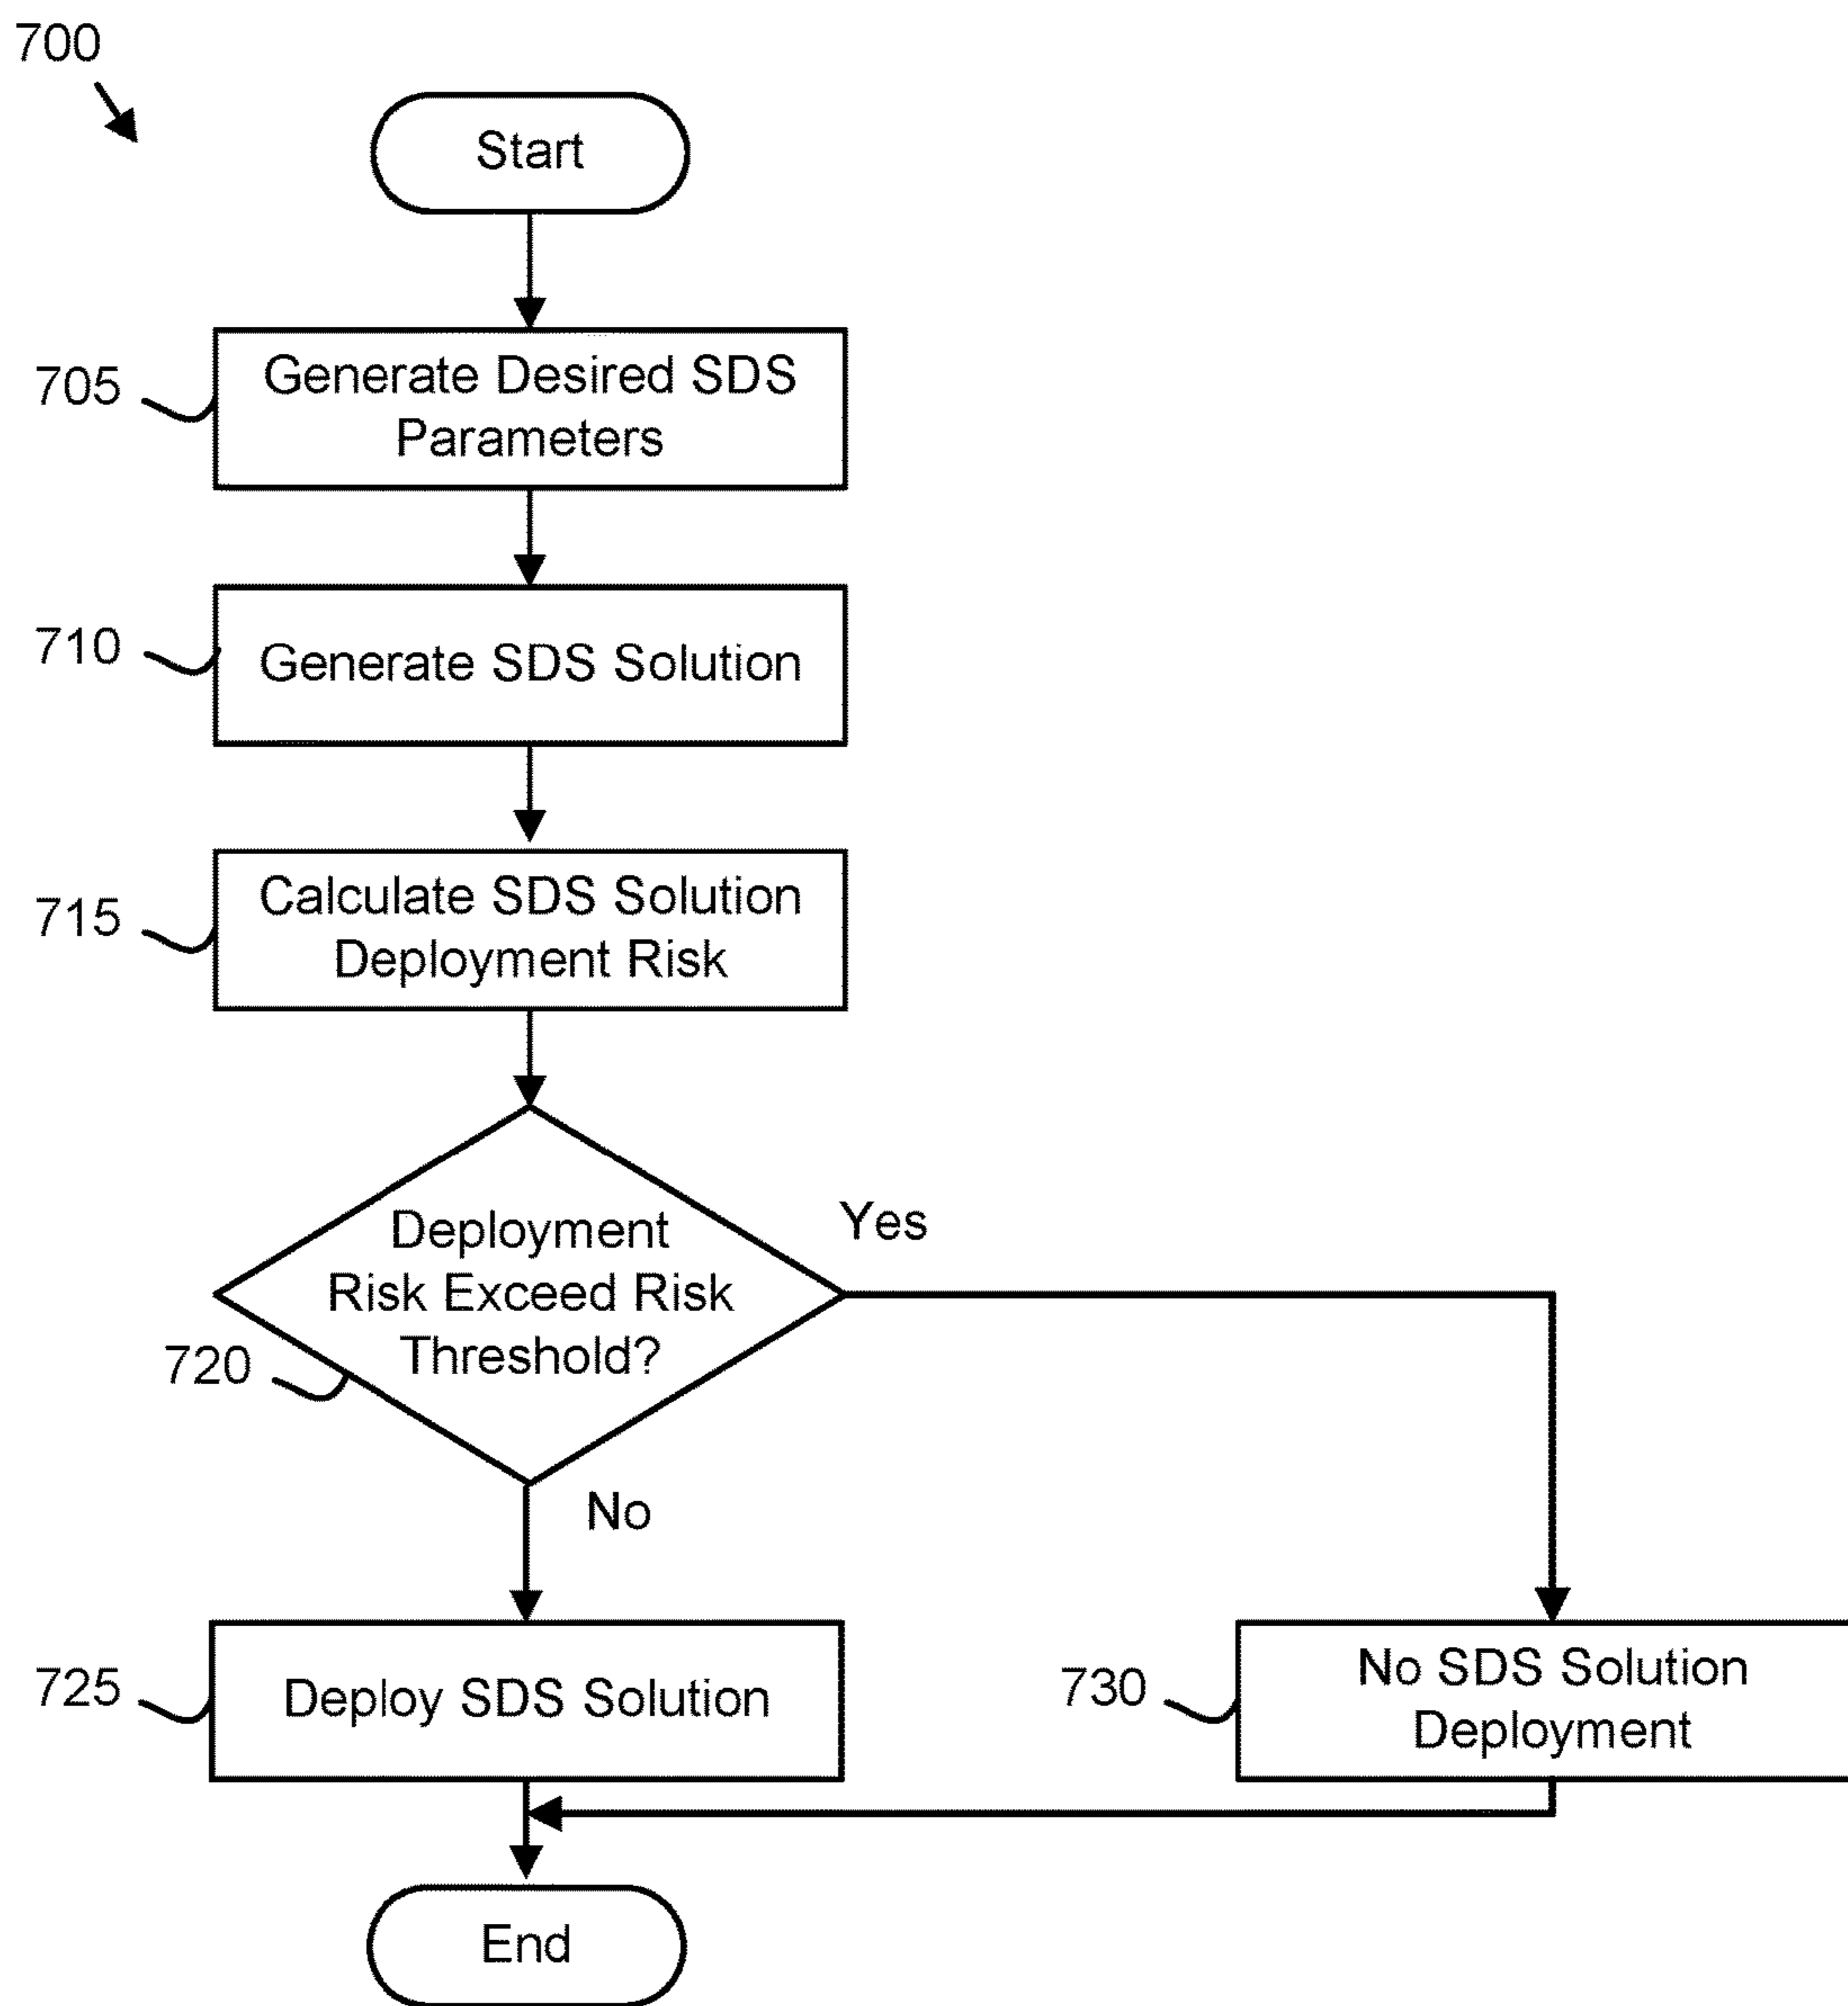 700
Start
705
Generate Desired SDS
Parameters
710
Generate SDS Solution
715
Calculate SDS Solution
Deployment Risk
Deployment
Risk Exceed Risk
Threshold?
Yes
720
No
725
Deploy SDS Solution
730
No SDS Solution
Deployment
End